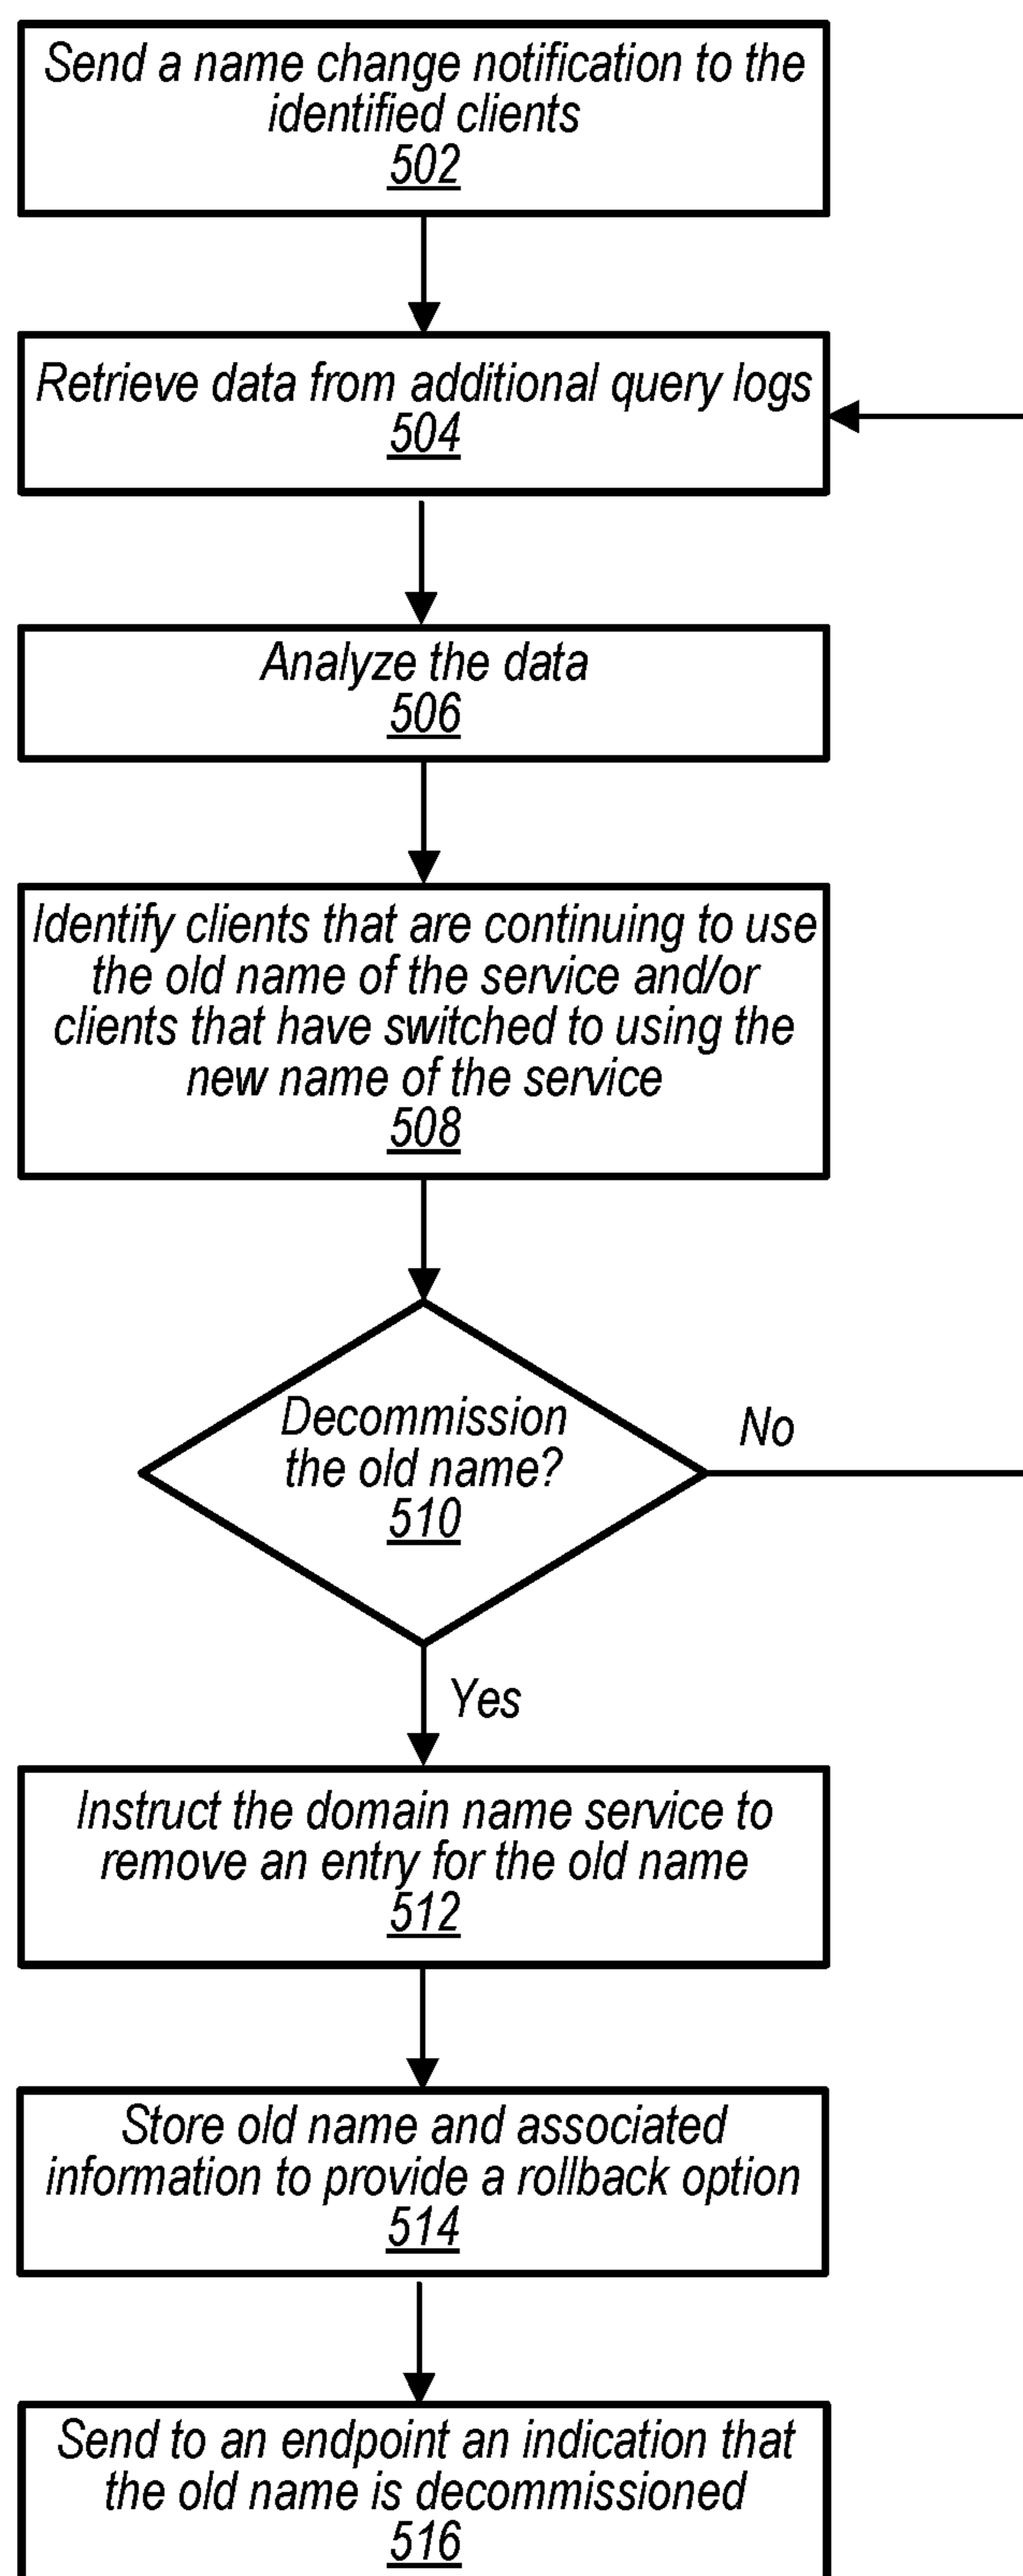 Send a name change notification to the
identified clients
502
Retrieve data from additional query logs
504
Analyze the data
506
Identify clients that are continuing to use
the old name of the service and/or
clients that have switched to using the
new name of the service
508
Decommission
the old name?
510
No
Yes
Instruct the domain name service to
remove an entry for the old name
512
Store old name and associated
information to provide a rollback option
514
Send to an endpoint an indication that
the old name is decommissioned
516